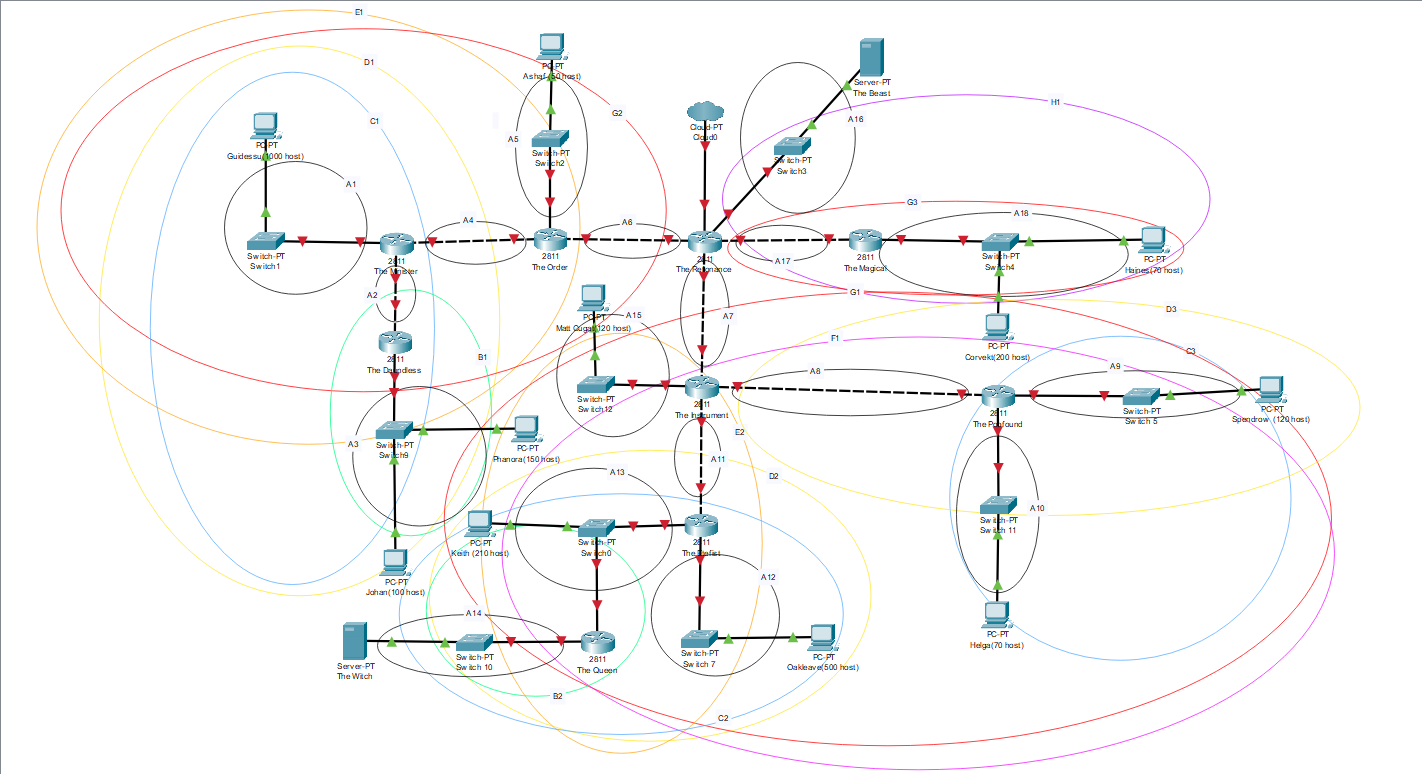 E1
D1
G2
C1
PC-PT
Ashaf (50 host)
Server-PT
The Beast
H1
A16
Cloud-PT
Cloud0
A5
Switch-PT
Switch2
Switch-PT
Switch3
PC-PT
Guidessu(1000 host)
A1
G3
A18
A4
A6
A17
Switch-PT
Switch1
2811
The Minister
2811
The Order
2811
The Resonance
2811
The Magical
Switch-PT
Switch4
PC-PT
Haines(70 host)
A2
G1
D3
PC-PT
Matt Cugat(120 host)
A15
A7
PC-PT
Corvekt(200 host)
F1
C3
2811
The Daundless
B1
A8
A9
Switch-PT
Switch12
2811
The Instrument
2811
The Profound
Switch-PT
Switch 5
PC-PT
Spendrow (120 host)
A3
Switch-PT
Switch9
PC-PT
Phanora(150 host)
E2
A11
D2
A13
A10
Switch-PT
Switch 11
PC-PT
Keith (210 host)
Switch-PT
Switch0
2811
A12
PC-PT
Johan(100 host)
A14
Server-PT
The Witch
Switch-PT
Switch 10
2811
The Queen
Switch-PT
Switch 7
PC-PT
Oakleave(500 host)
PC-PT
Helga(70 host)
B2
C2